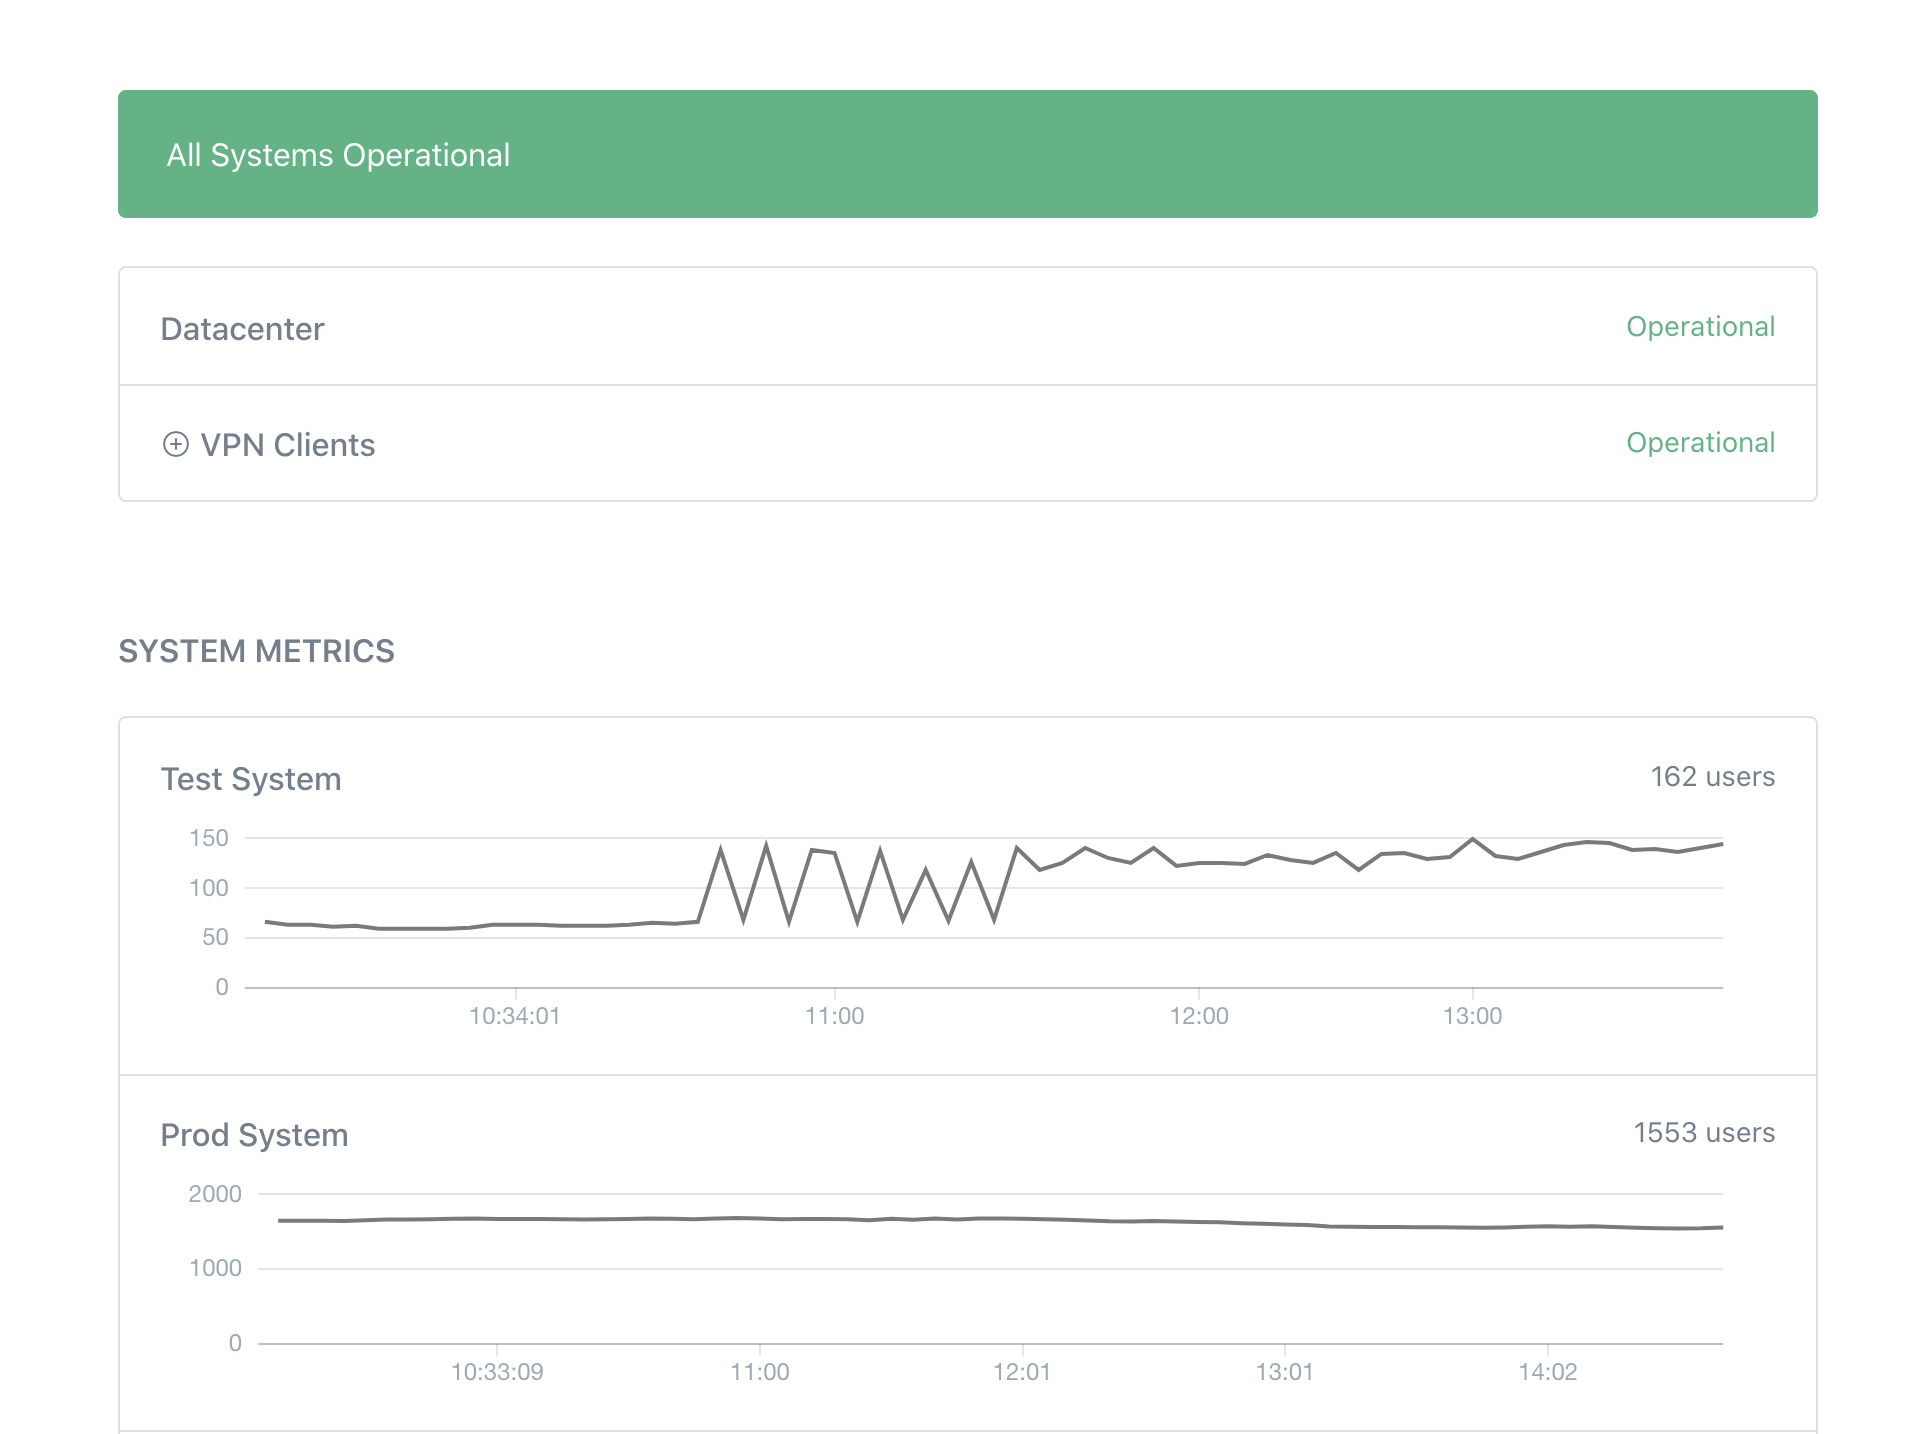 All Systems Operational
Datacenter Operational
VPN Clients Operational
SYSTEM METRICS
Test System 162 users
150
100
50
0
10:34:01 11:00 12:00 13:00
Prod System 1553 users
2000
1000
0
10:33:09 11:00 12:01 13:01 14:02